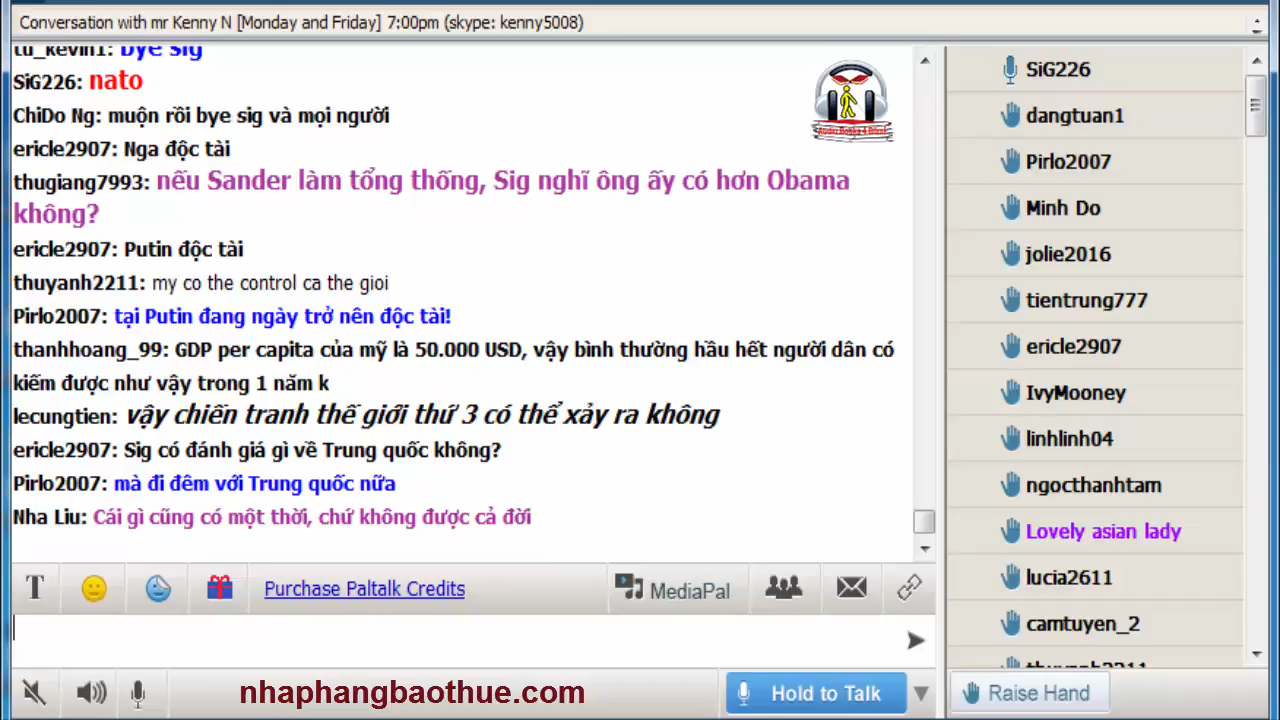 Conversation with mr Kenny N [Monday and Friday] 7:00pm (skype: kenny5008)
tu_kevin1: bye sig
SiG226: nato
ChiDo Ng: muộn rồi bye sig và mọi người
ericle2907: Nga độc tài
thugiang7993: nếu Sander làm tổng thống, Sig nghĩ ông ấy có hơn Obama
không?
ericle2907: Putin độc tài
thuyanh2211: my co the control ca the gioi
Pirlo2007: tại Putin đang ngày trở nên độc tài!
thanhhoang_99: GDP per capita của mỹ là 50.000 USD, vậy bình thường hầu hết người dân có
kiếm được như vậy trong 1 năm k
lecungtien: vậy chiến tranh thế giới thứ 3 có thể xảy ra không
ericle2907: Sig có đánh giá gì về Trung quốc không?
Pirlo2007: mà đi đêm với Trung quốc nữa
Nha Liu: Cái gì cũng có một thời, chứ không được cả đời
Audio Books 4 Blind
T
Purchase Paltalk Credits
MediaPal
nhaphangbaothue.com
Hold to Talk
SiG226
dangtuan1
Pirlo2007
Minh Do
jolie2016
tientrung777
ericle2907
IvyMooney
linhlinh04
ngocthanhtam
Lovely asian lady
lucia2611
camtuyen_2
thuyanh2211
Raise Hand